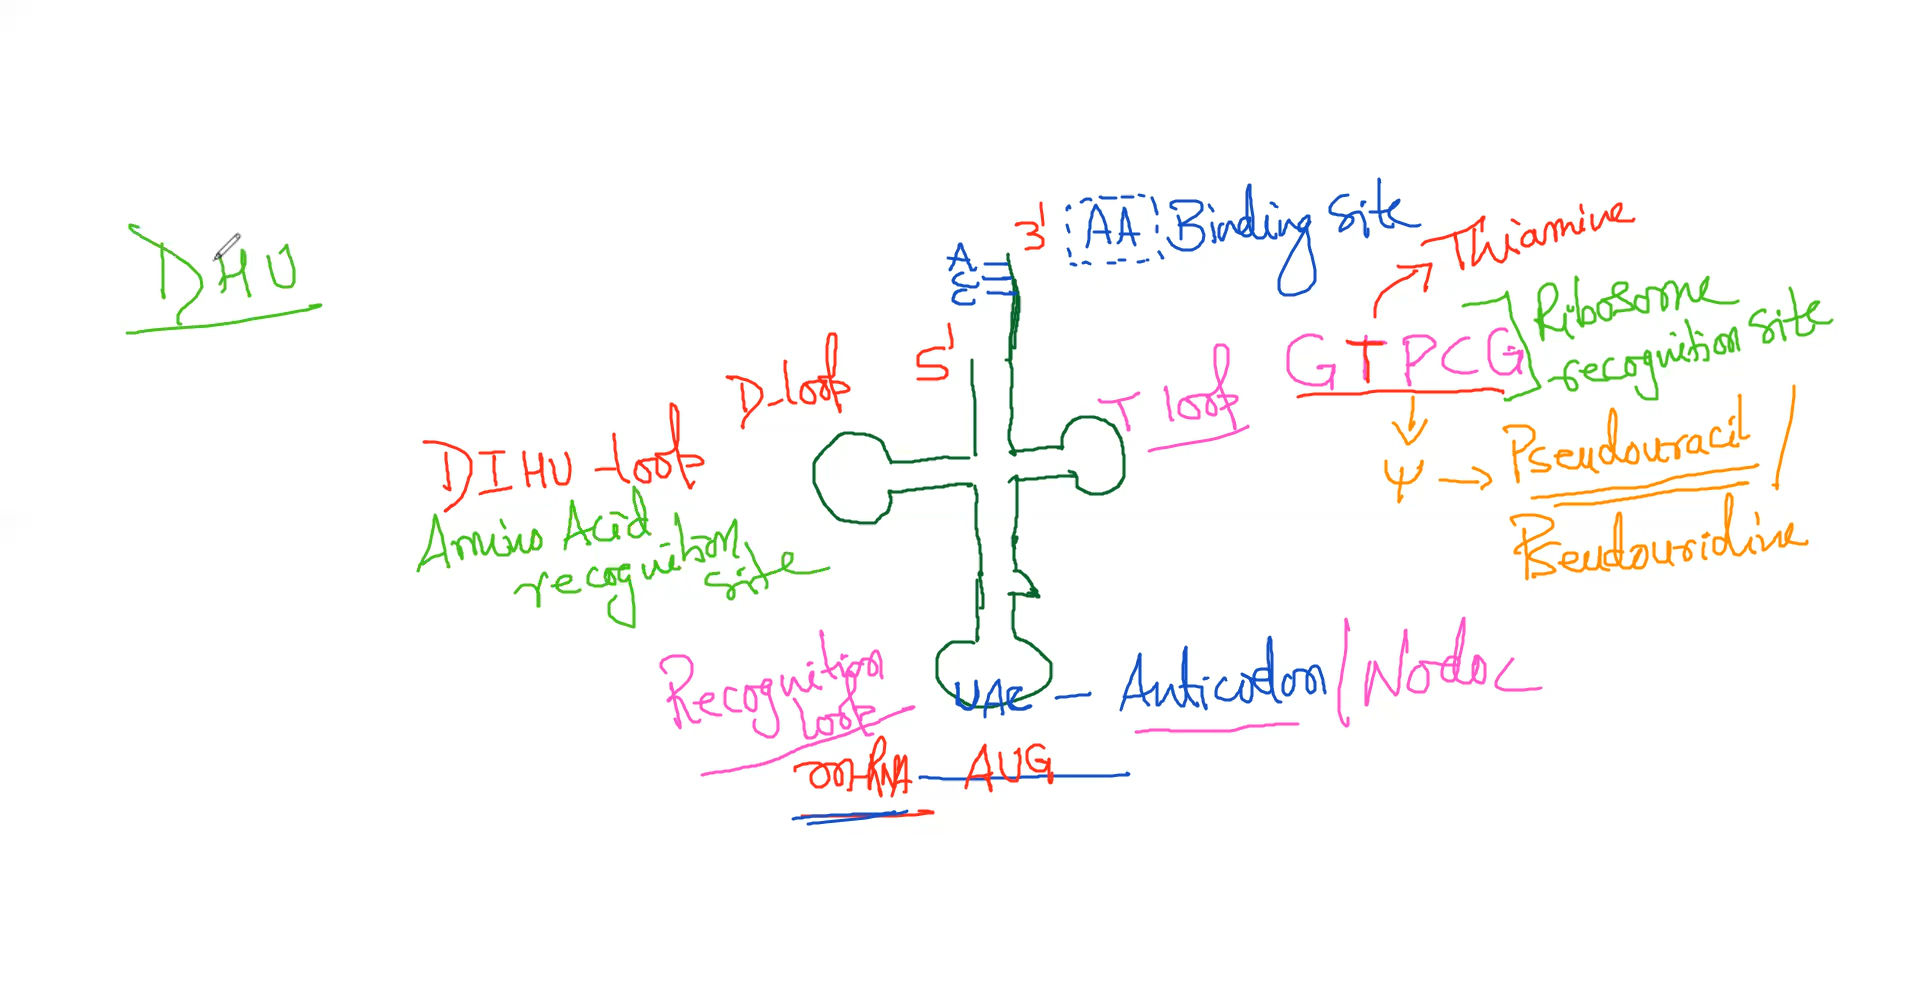 3' AA Binding site
A
C
C
Thiamine
DHU
5'
GTPCG
Ribosome
recognition site
D-loop
T loop
DIHU-loop
Ψ → Pseudouracil /
Pseudouridine
Amino Acid
recognition
site
Recognition
loop
UAC - Anticodon / Nodoc
m-RNA AUG